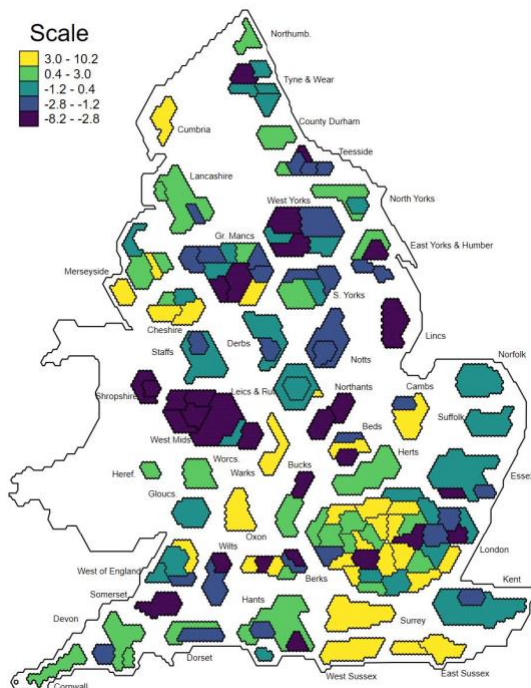 Scale
3.0 - 10.2
0.4 - 3.0
-1.2 - 0.4
-2.8 - -1.2
-8.2 - -2.8
Northumb.
Tyne & Wear
Cumbria
County Durham
Teesside
Lancashire
North Yorks
West Yorks
Gr. Mancs
East Yorks & Humber
Merseyside
S. Yorks
Cheshire
Lincs
Staffs
Derbs
Notts
Norfolk
Shropshire
Leics & Rut
Northants
Cambs
Suffolk
West Mids
Beds
Worcs.
Warks
Bucks
Herts
Heref.
Essex
Gloucs.
Oxon
London
Wilts
West of England
Berks
Kent
Somerset
Hants
Surrey
Devon
Dorset
West Sussex
East Sussex
Cornwall